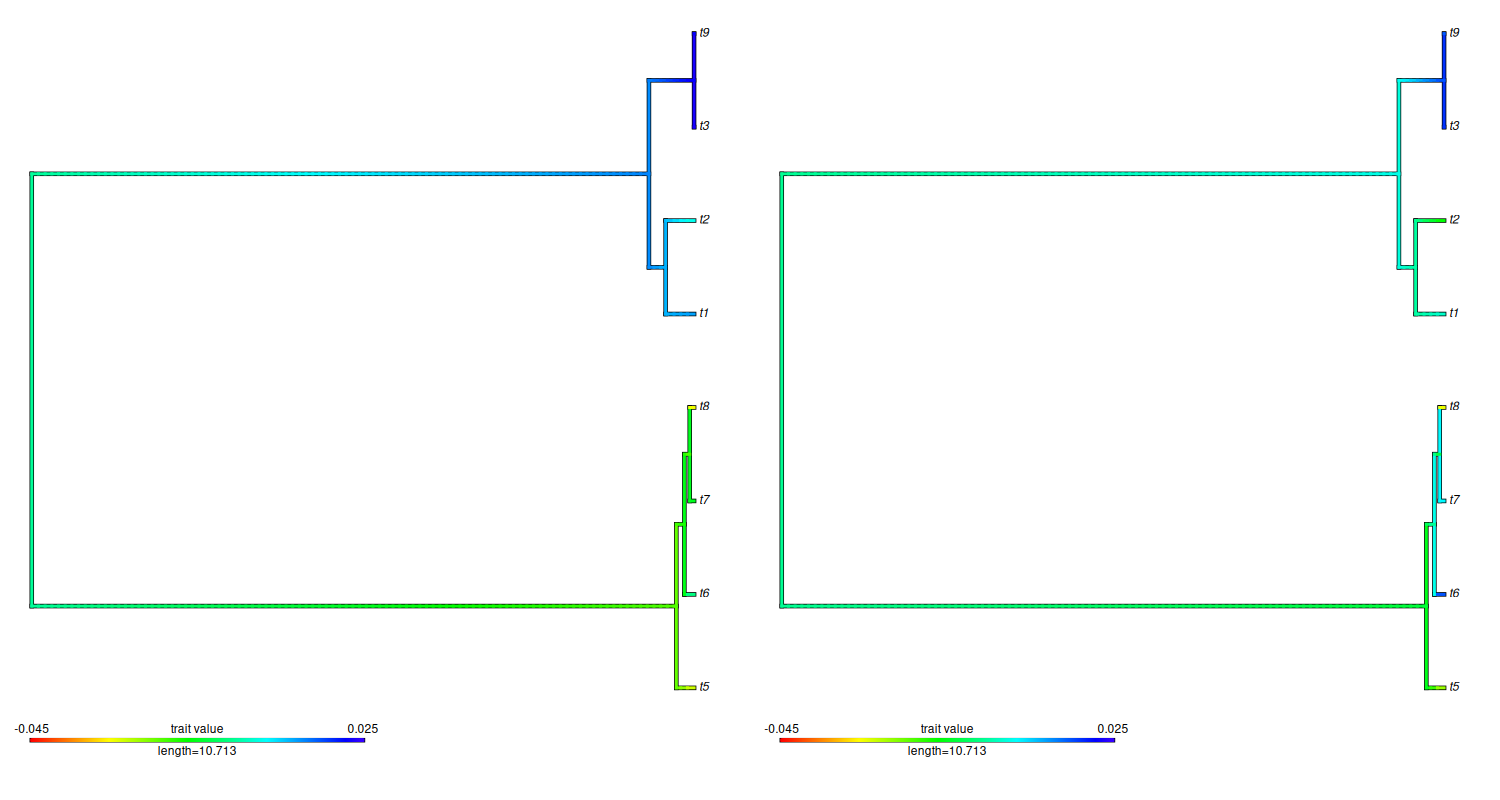 t9
t3
t2
t1
t8
t7
t6
t5
-0.045 trait value 0.025
length=10.713
t9
t3
t2
t1
t8
t7
t6
t5
-0.045 trait value 0.025
length=10.713